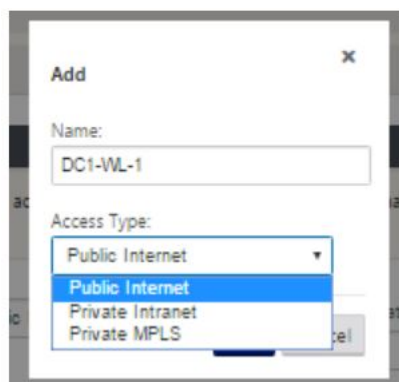 Add
×
Name:
DC1-WL-1
Access Type:
Public Internet
Public Internet
Private Intranet
Private MPLS